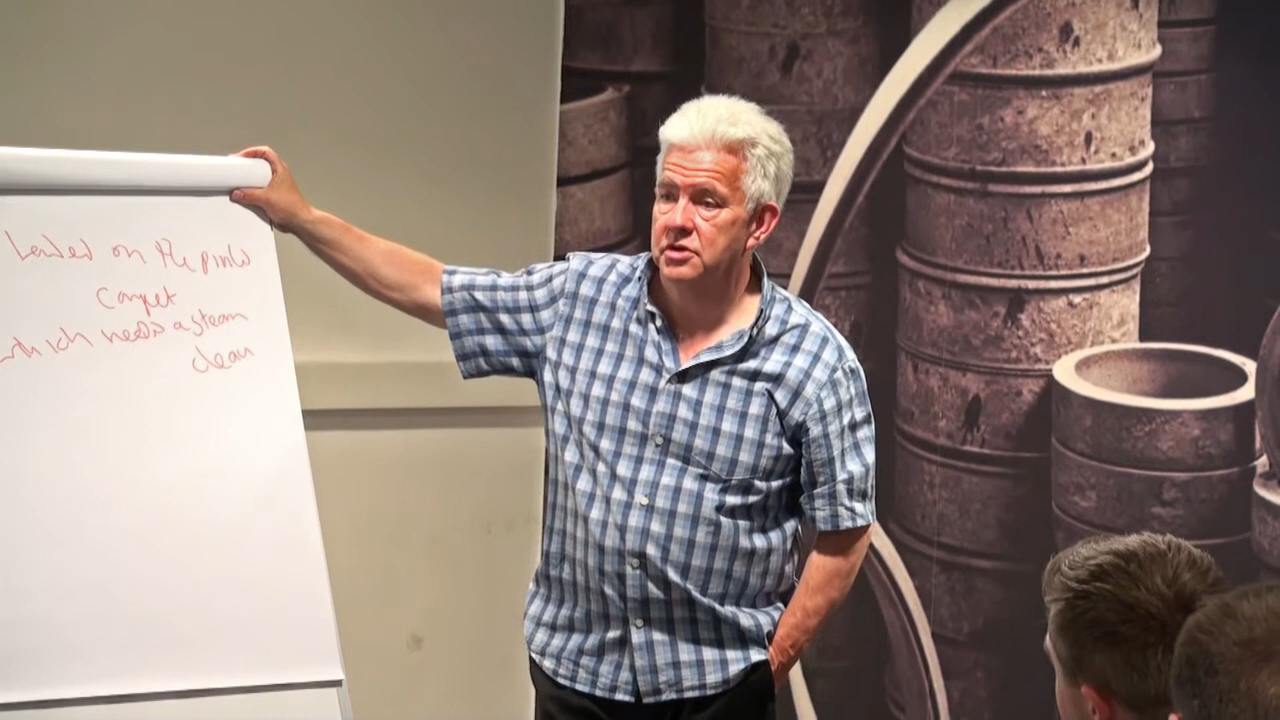 Landed on the pink
carpet
which needs a steam
clean